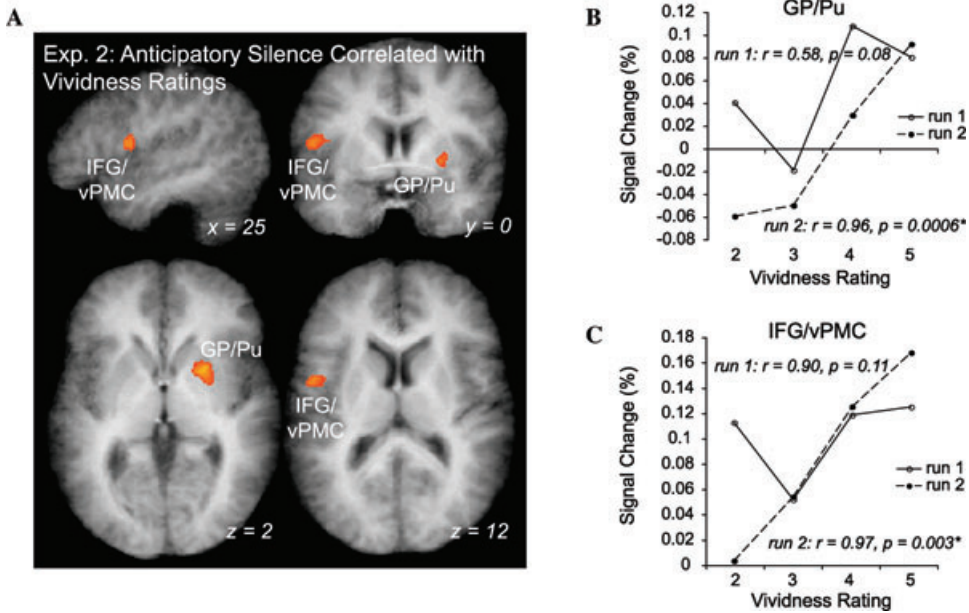 A
Exp. 2: Anticipatory Silence Correlated with
Vividness Ratings
IFG/
vPMC
x = 25
IFG/
vPMC
GP/Pu
y = 0
GP/Pu
z = 2
IFG/
vPMC
z = 12
B
GP/Pu
0.12
0.1
0.08
0.06
0.04
0.02
0
-0.02
-0.04
-0.06
-0.08
Signal Change (%)
run 1: r = 0.58, p = 0.08
run 1
run 2
run 2: r = 0.96, p = 0.0006*
2 3 4 5
Vividness Rating
C
IFG/vPMC
0.18
0.16
0.14
0.12
0.1
0.08
0.06
0.04
0.02
0
Signal Change (%)
run 1: r = 0.90, p = 0.11
run 1
run 2
run 2: r = 0.97, p = 0.003*
2 3 4 5
Vividness Rating